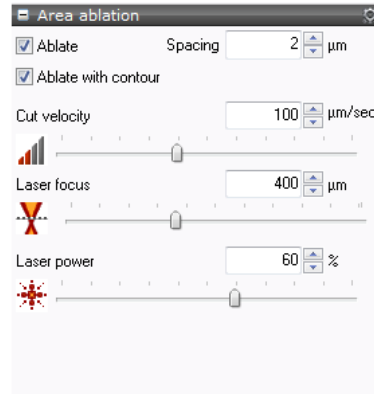 Area ablation
Ablate Spacing 2 μm
Ablate with contour
Cut velocity 100 μm/sec
Laser focus 400 μm
Laser power 60 %